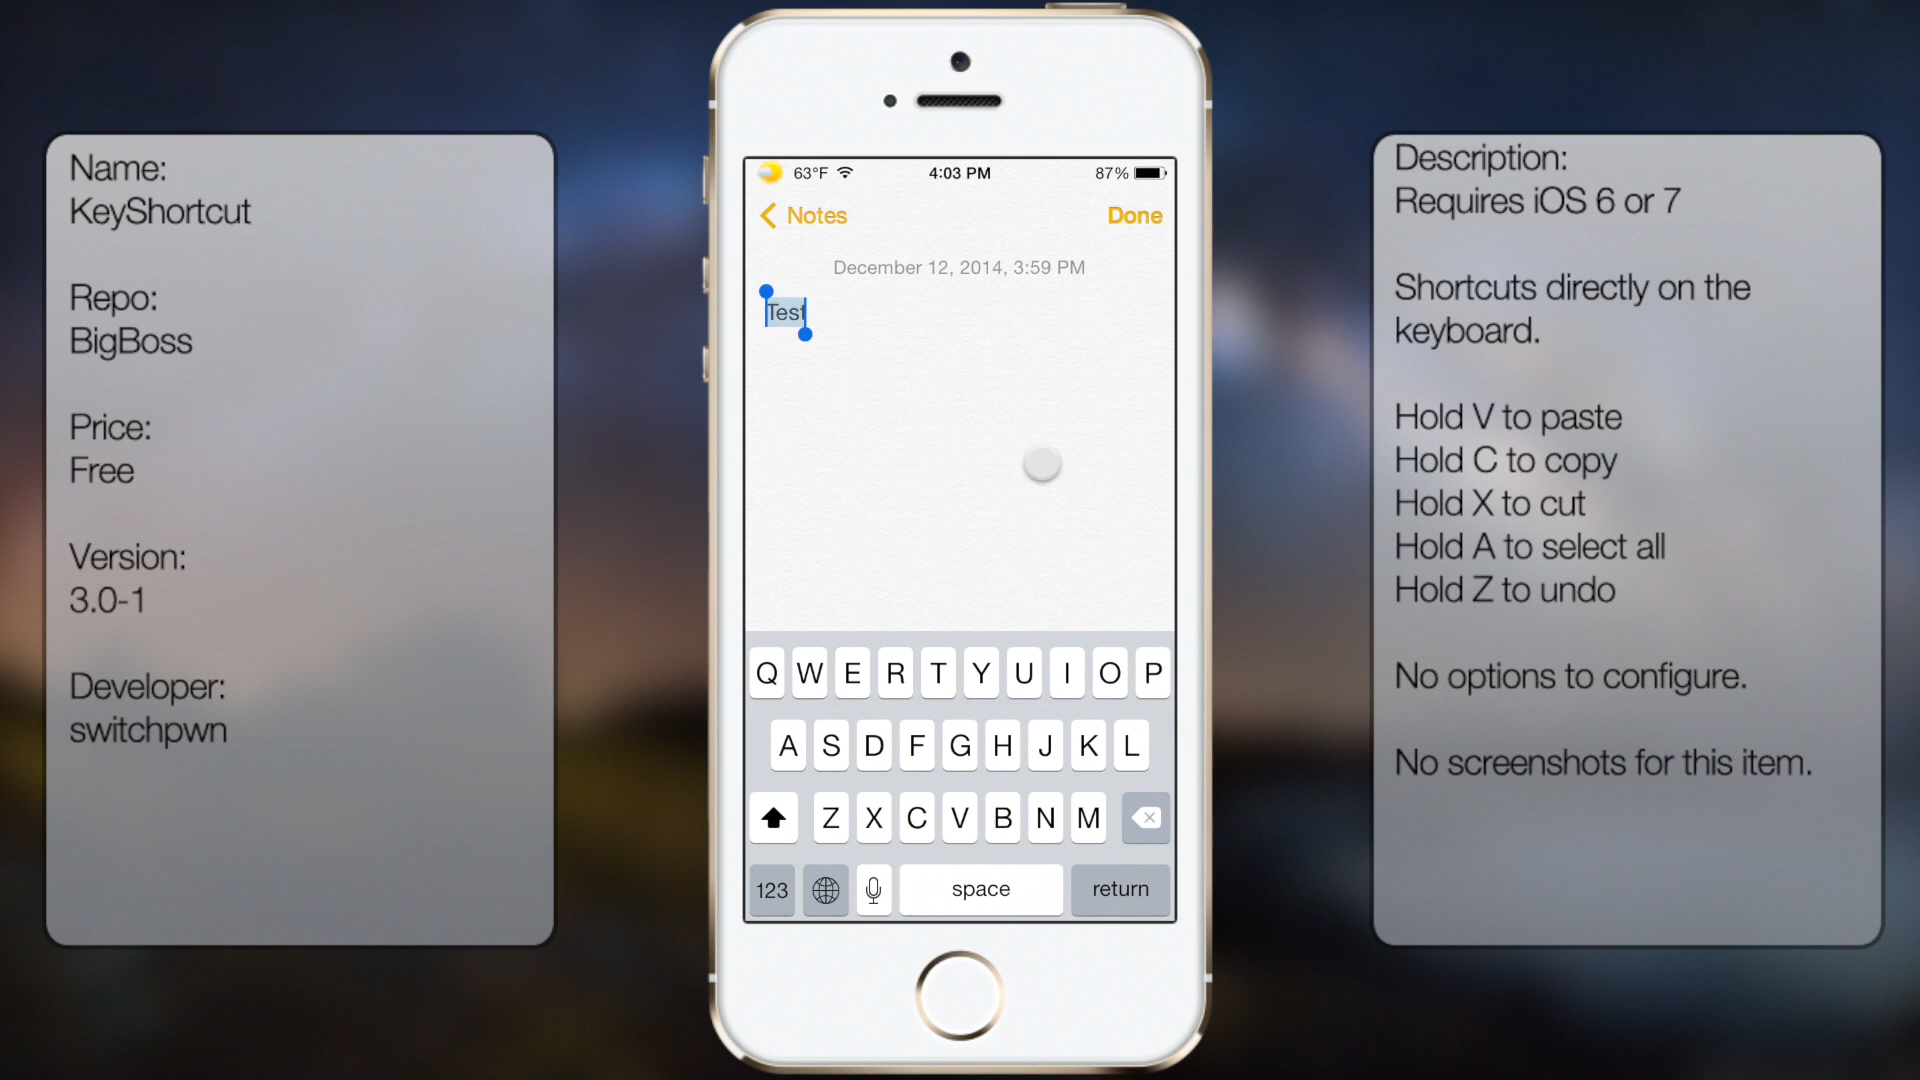 Name:
KeyShortcut
Repo:
BigBoss
Price:
Free
Version:
3.0-1
Developer:
switchpwn
63°F
4:03 PM
87%
Notes
Done
December 12, 2014, 3:59 PM
Test
Q W E R T Y U I O P
A S D F G H J K L
Z X C V B N M
123
space
return
Description:
Requires iOS 6 or 7
Shortcuts directly on the
keyboard.
Hold V to paste
Hold C to copy
Hold X to cut
Hold A to select all
Hold Z to undo
No options to configure.
No screenshots for this item.